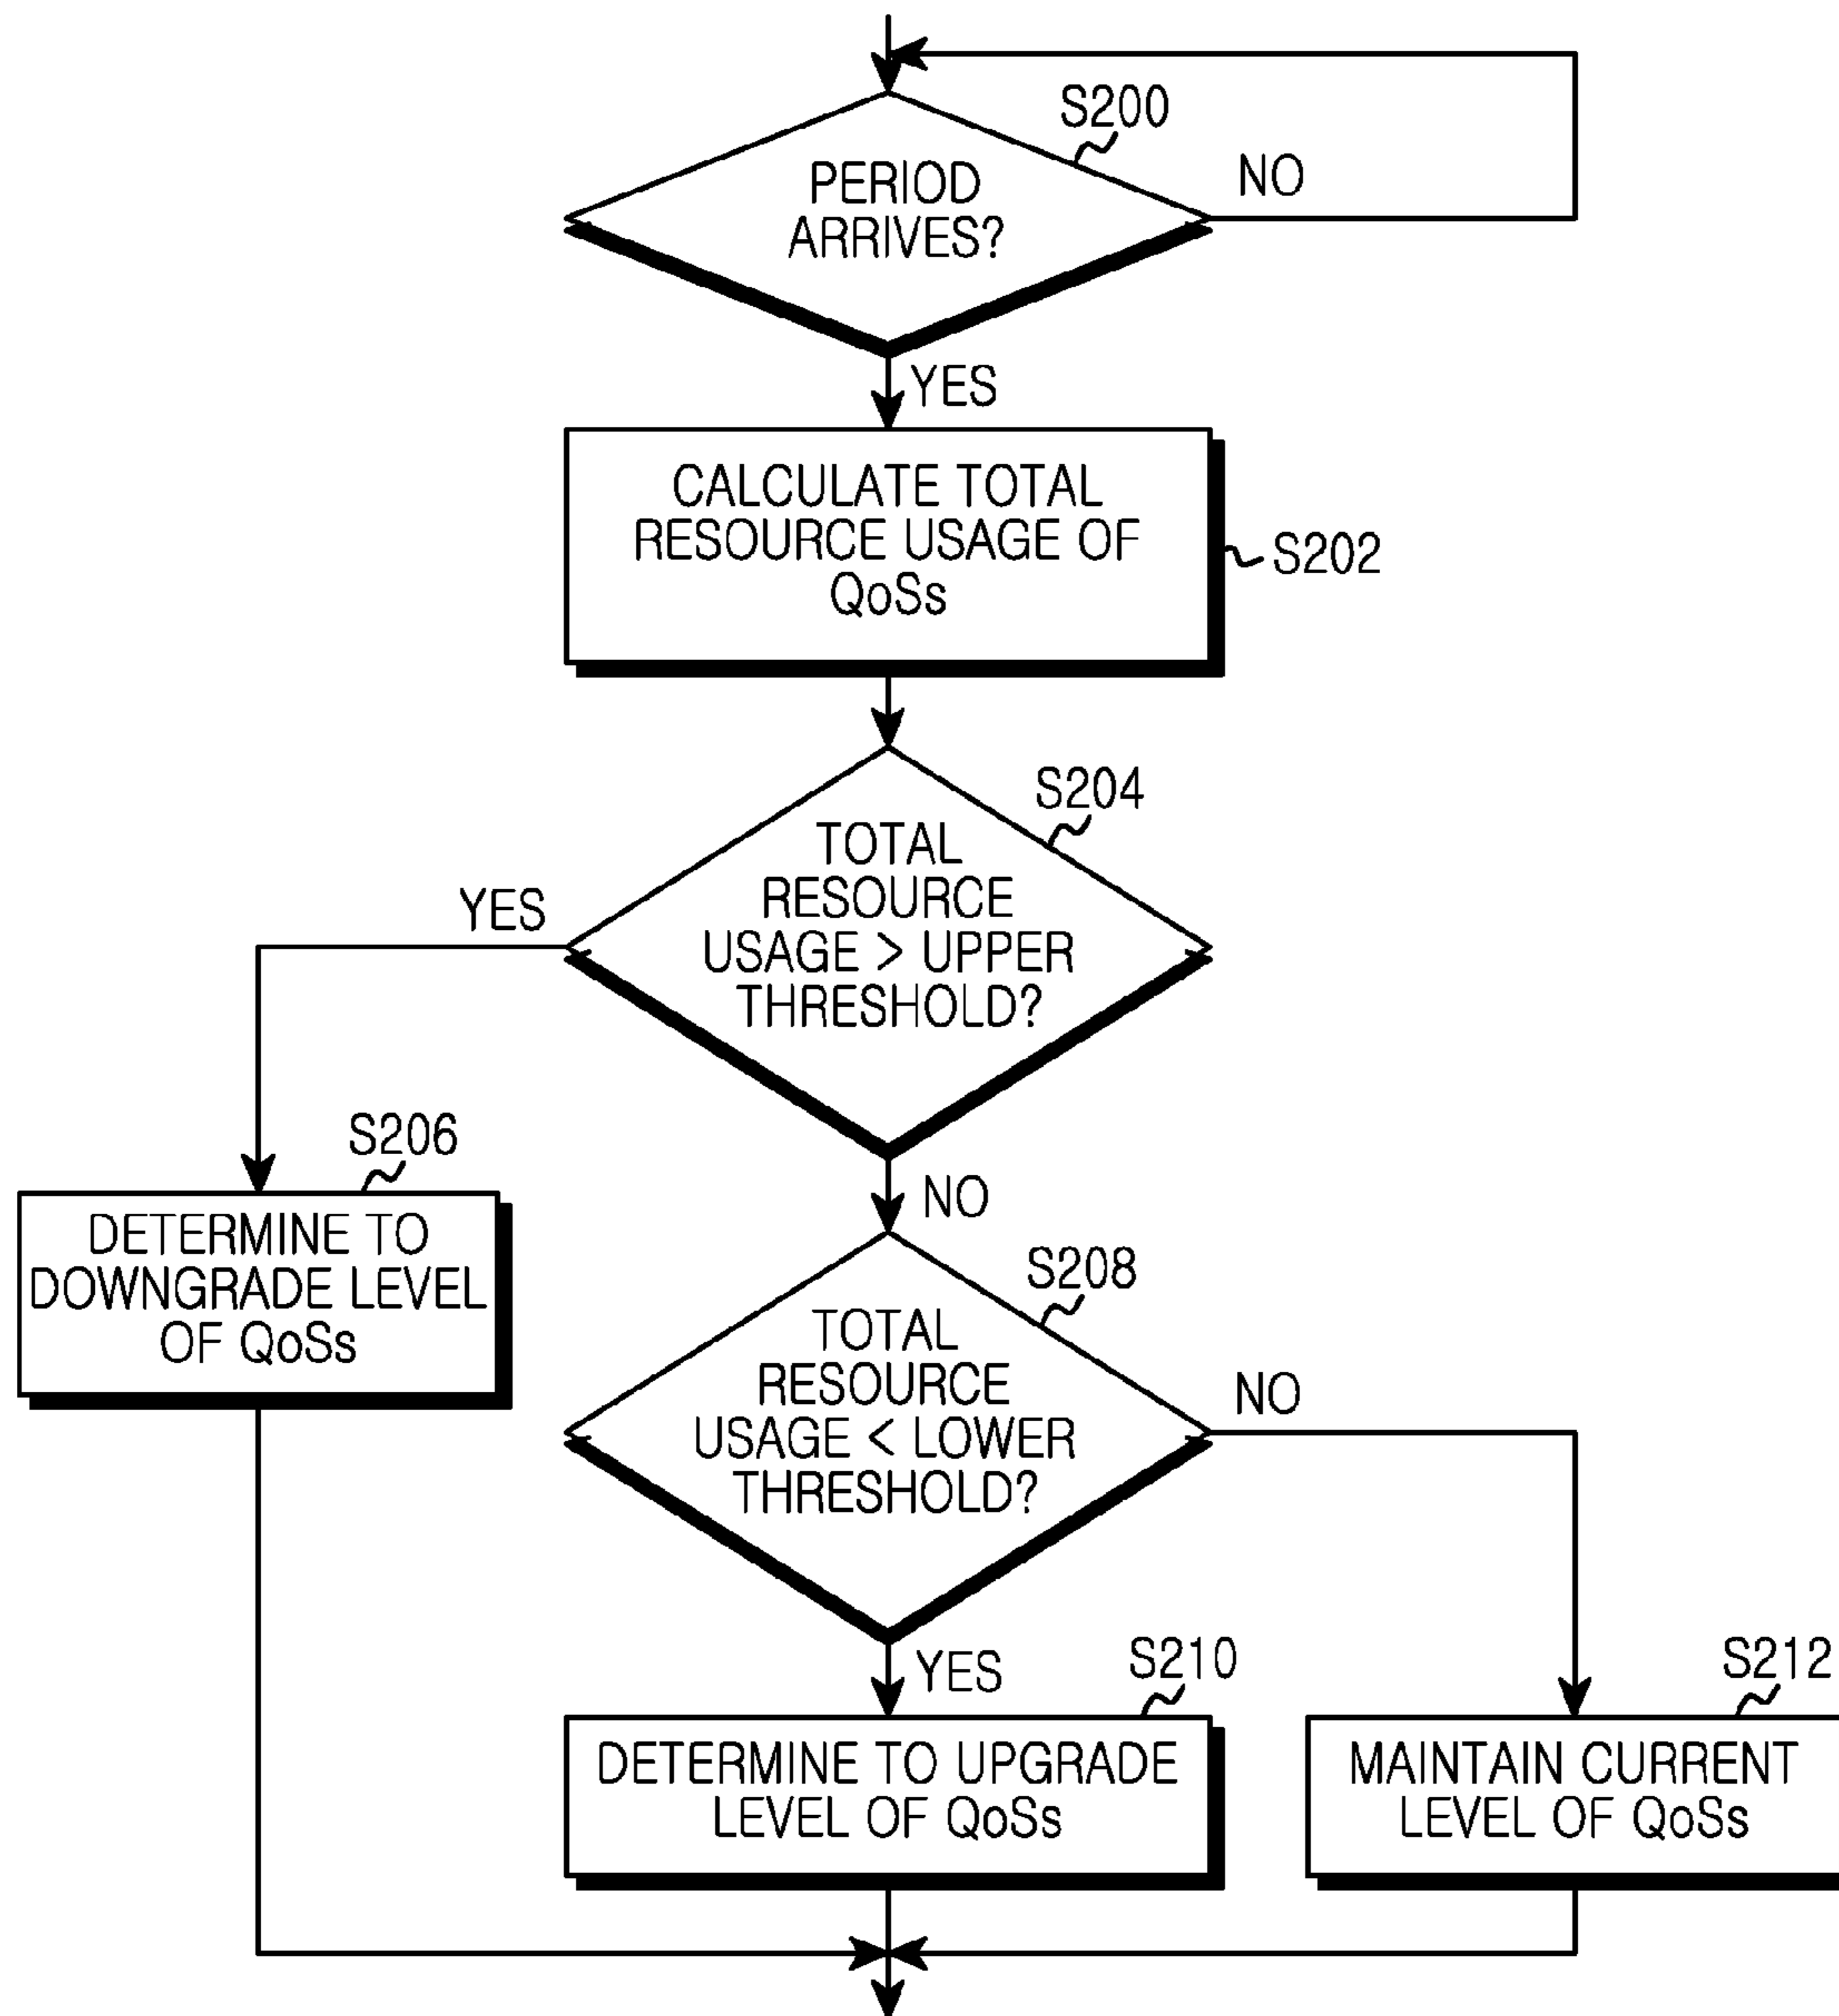 S200
PERIOD
ARRIVES?
NO
YES
CALCULATE TOTAL
RESOURCE USAGE OF
QoSs
S202
S204
TOTAL
RESOURCE
USAGE > UPPER
THRESHOLD?
YES
NO
S206
DETERMINE TO
DOWNGRADE LEVEL
OF QoSs
S208
TOTAL
RESOURCE
USAGE < LOWER
THRESHOLD?
NO
YES
S210
DETERMINE TO UPGRADE
LEVEL OF QoSs
S212
MAINTAIN CURRENT
LEVEL OF QoSs